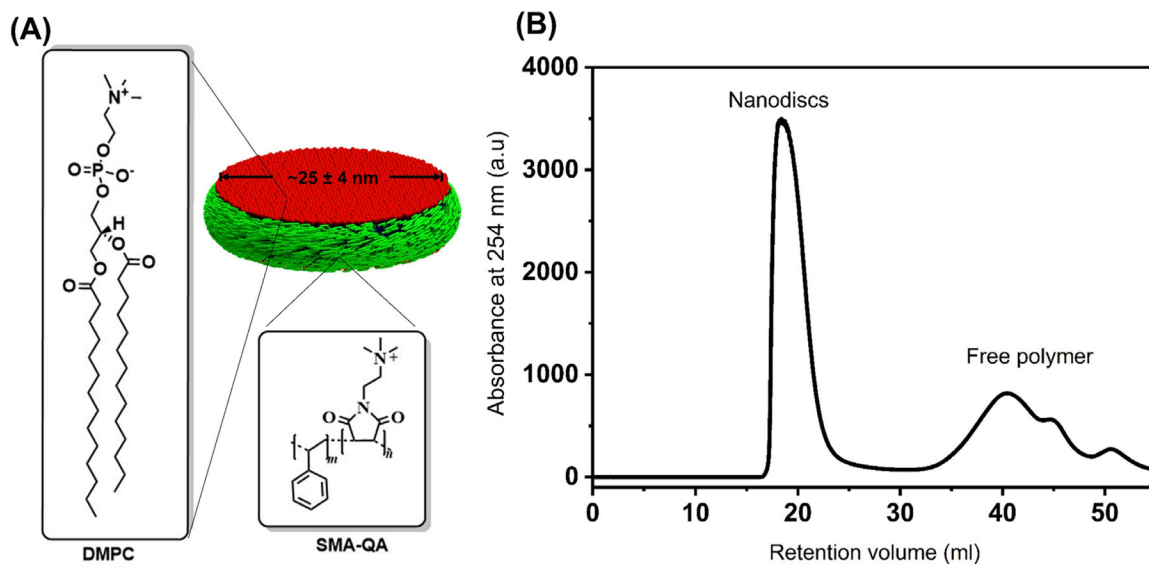 (A)
N+
O
O=P-O-
O
H
O
O
O
O
DMPC
~25 ± 4 nm
N+
N
O
O
m
n
SMA-QA
(B)
Absorbance at 254 nm (a.u)
4000
3000
2000
1000
0
Nanodiscs
Free polymer
0 10 20 30 40 50
Retention volume (ml)